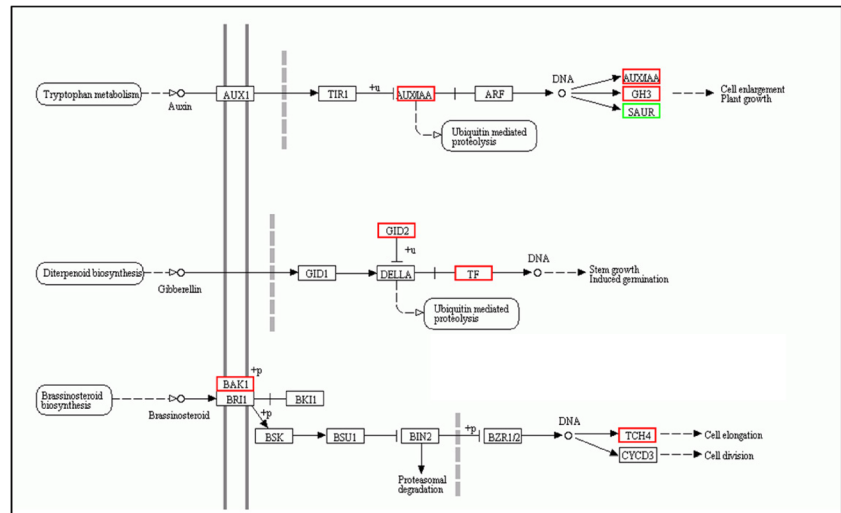 Tryptophan metabolism
Auxin
AUX1
TIR1
+u
AUX/IAA
ARF
DNA
AUX/IAA
GH3
SAUR
Cell enlargement
Plant growth
Ubiquitin mediated
proteolysis
GID2
+u
Diterpenoid biosynthesis
Gibberellin
GID1
DELLA
TF
DNA
Stem growth
Induced germination
Ubiquitin mediated
proteolysis
Brassinosteroid
biosynthesis
Brassinosteroid
BAK1
+p
BRI1
BKI1
+p
BSK
BSU1
BIN2
+p
BZR1/2
DNA
TCH4
Cell elongation
CYCD3
Cell division
Proteasomal
degradation